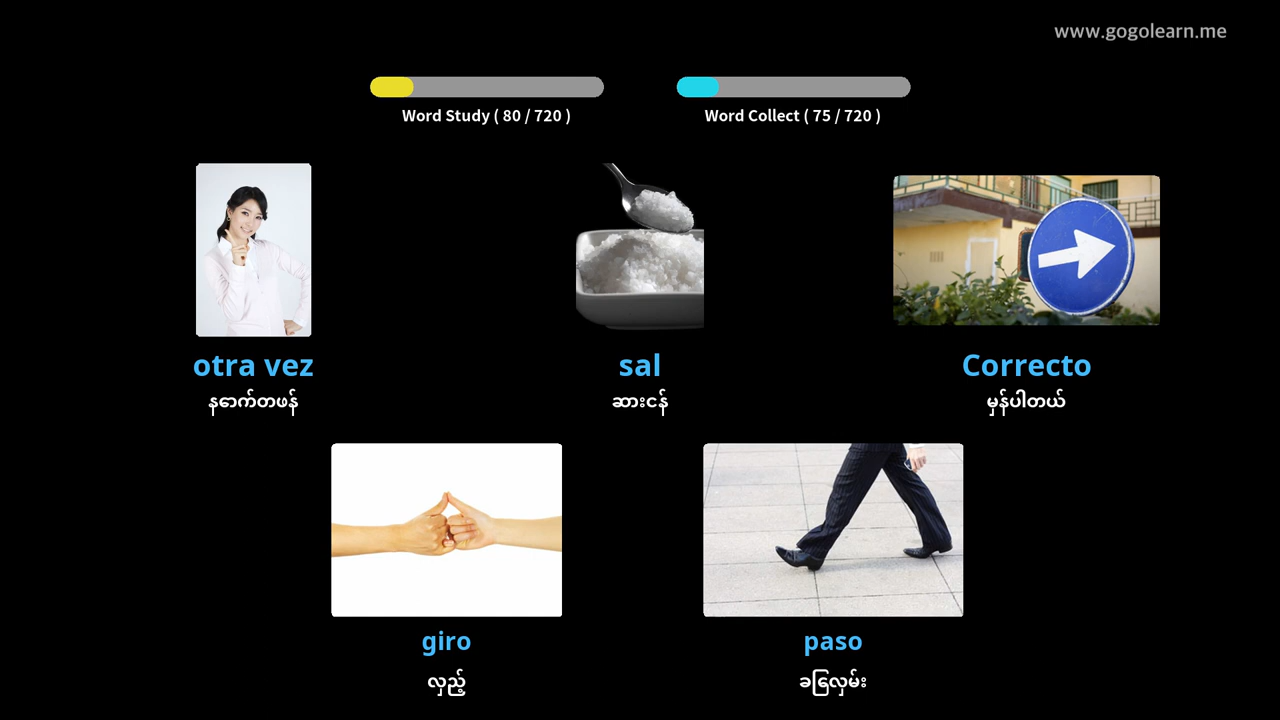 www.gogolearn.me
Word Study ( 80 / 720 )
Word Collect ( 75 / 720 )
otra vez
နောက်တဖန်
sal
ဆားငန်
Correcto
မှန်ပါတယ်
giro
လှည့်
paso
ခြေလှမ်း